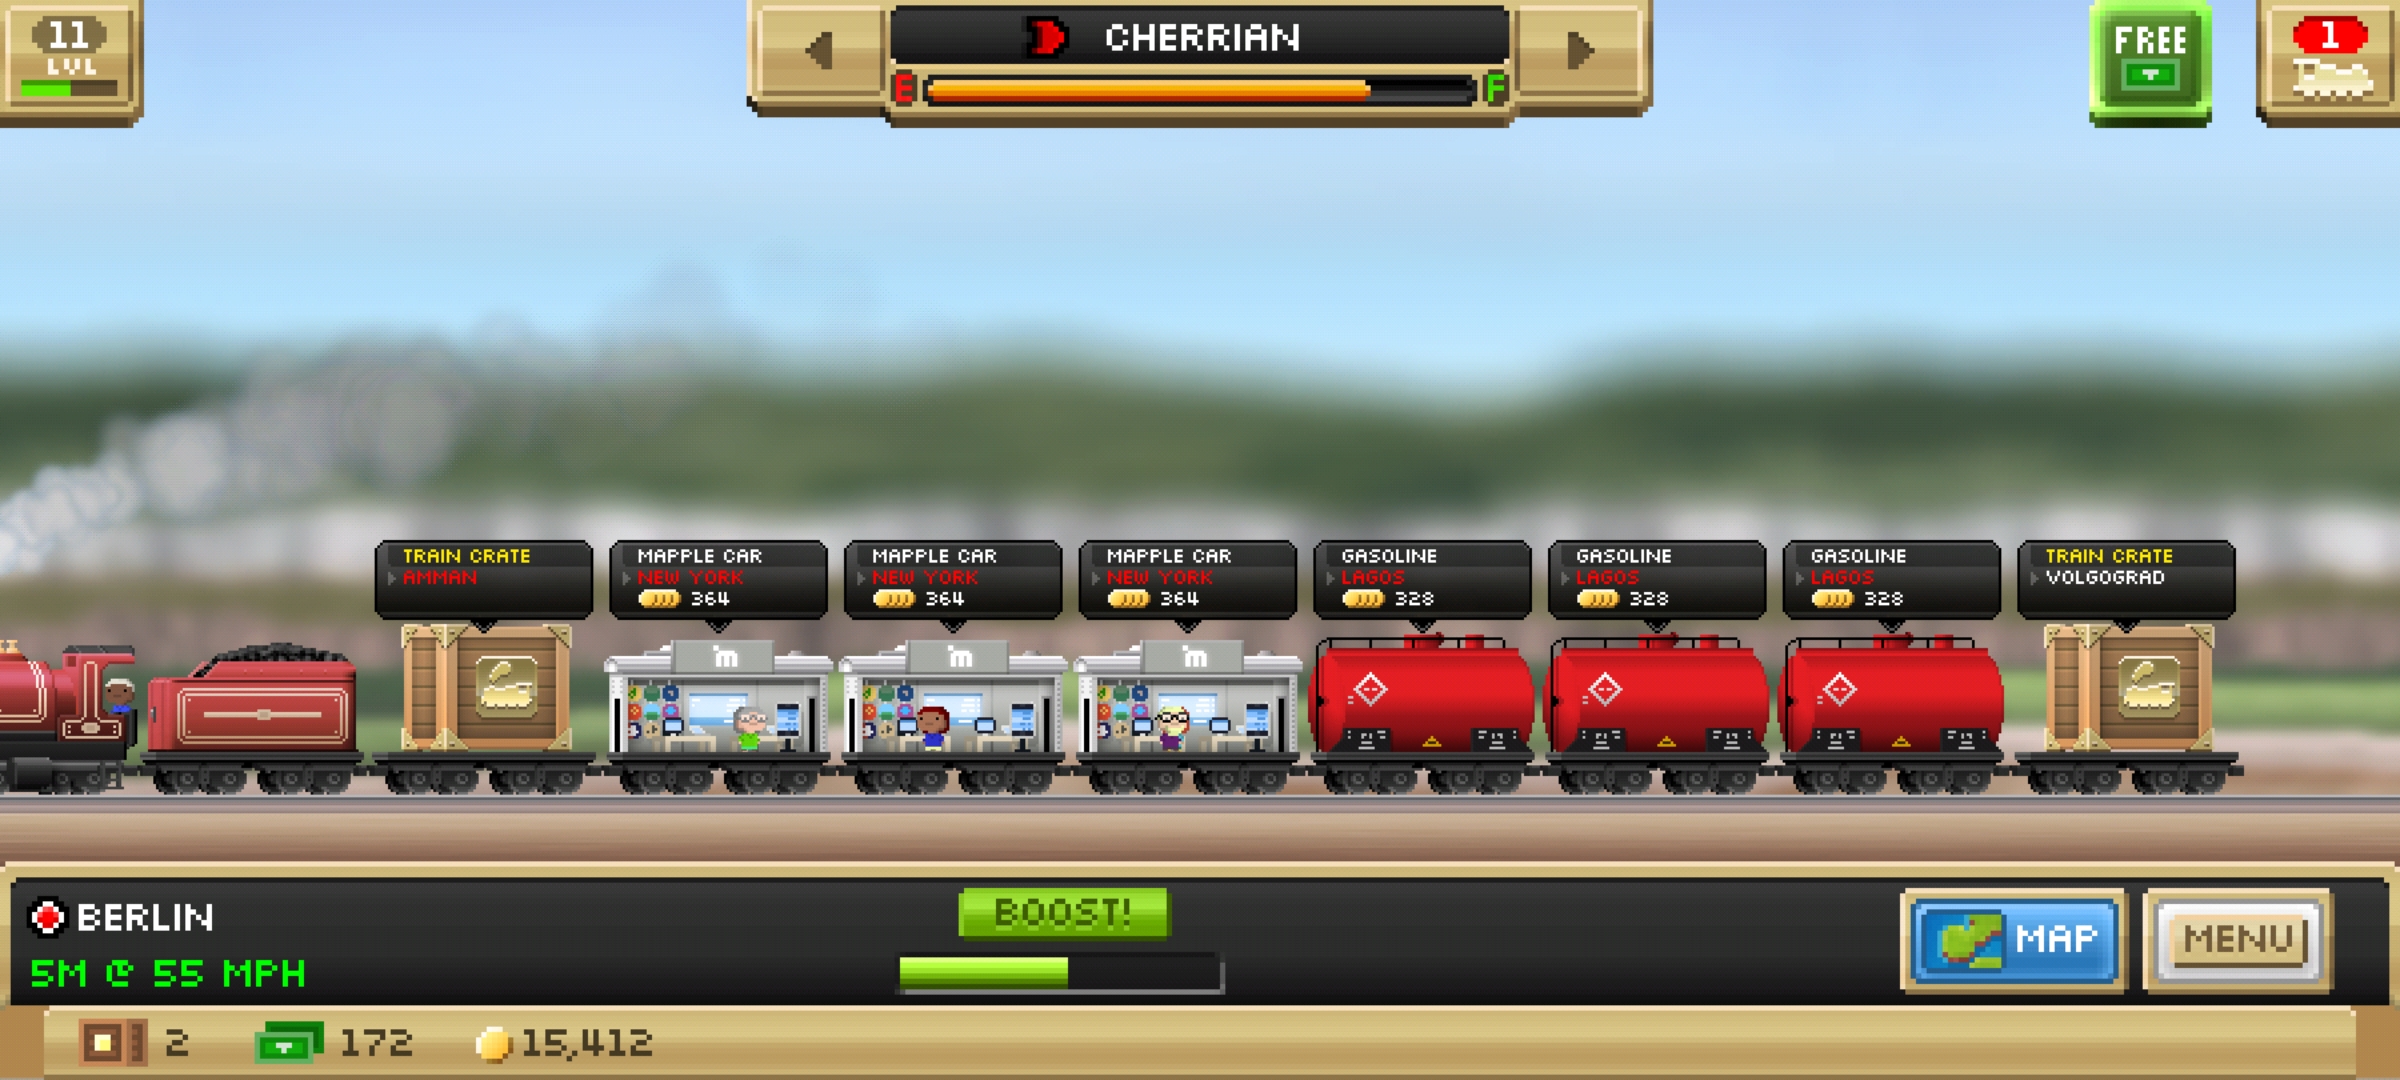 11
LVL
CHERRIAN
E F
FREE
1
TRAIN CRATE
AMMAN
MAPPLE CAR
NEW YORK
364
MAPPLE CAR
NEW YORK
364
MAPPLE CAR
NEW YORK
364
GASOLINE
LAGOS
328
GASOLINE
LAGOS
328
GASOLINE
LAGOS
328
TRAIN CRATE
VOLGOGRAD
m
m
m
BERLIN
5M @ 55 MPH
BOOST!
MAP
MENU
2
172
15,412